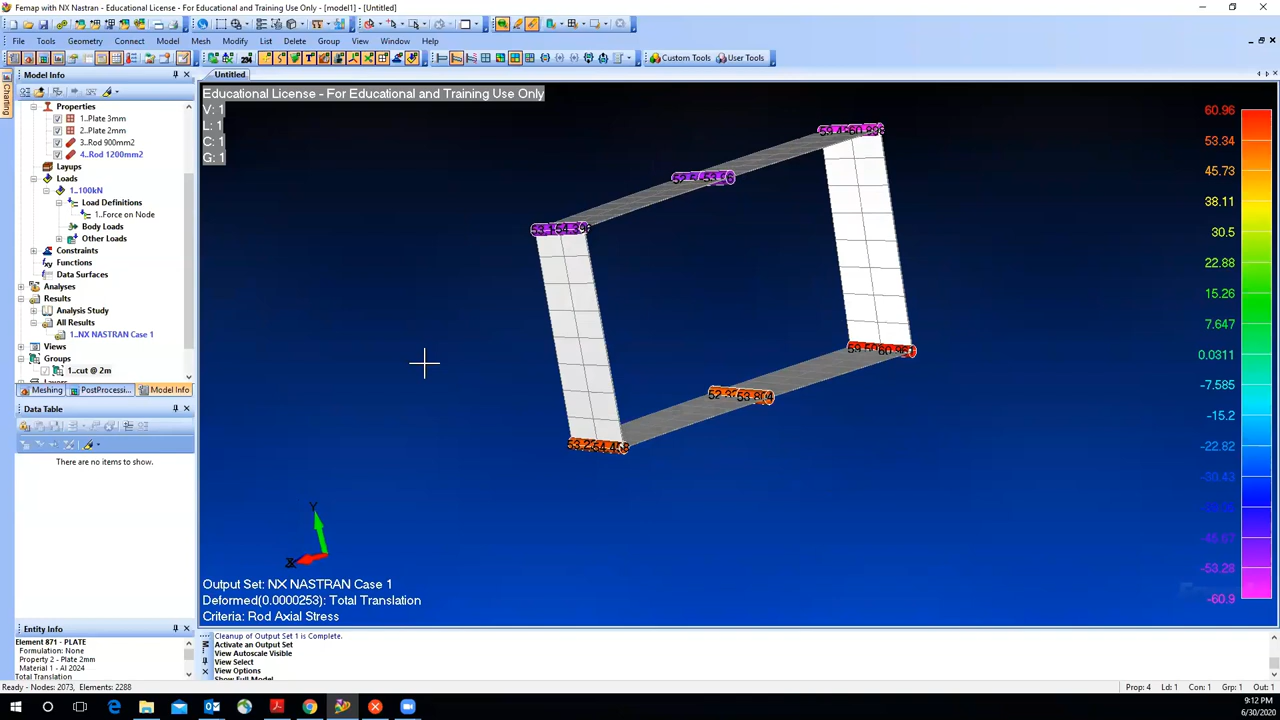 Femap with NX Nastran - Educational License - For Educational and Training Use Only - [model1] - [Untitled]
File Tools Geometry Connect Model Mesh Modify List Delete Group View Window Help
Custom Tools User Tools
Charting
Model Info
Properties
1..Plate 3mm
2..Plate 2mm
3..Rod 900mm2
4..Rod 1200mm2
Layups
Loads
1..100kN
Load Definitions
1..Force on Node
Body Loads
Other Loads
Constraints
Functions
Data Surfaces
Analyses
Results
Analysis Study
All Results
1..NX NASTRAN Case 1
Views
Groups
1..cut @ 2m
Meshing PostProcessi... Model Info
Data Table
There are no items to show.
Entity Info
Element 871 - PLATE
Formulation: None
Property 2 - Plate 2mm
Material 1 - Al 2024
Total Translation
Untitled
Educational License - For Educational and Training Use Only
V: 1
L: 1
C: 1
G: 1
60.96
53.34
45.73
38.11
30.5
22.88
15.26
7.647
0.0311
-7.585
-15.2
-22.82
-30.43
-53.28
-60.9
Y
X
Output Set: NX NASTRAN Case 1
Deformed(0.0000253): Total Translation
Criteria: Rod Axial Stress
Cleanup of Output Set 1 is Complete.
Activate an Output Set
View Autoscale Visible
View Select
View Options
Show Full Model
Ready - Nodes: 2073, Elements: 2288
Prop: 4 Ld: 1 Con: 1 Grp: 1 Out: 1
9:12 PM
6/30/2020